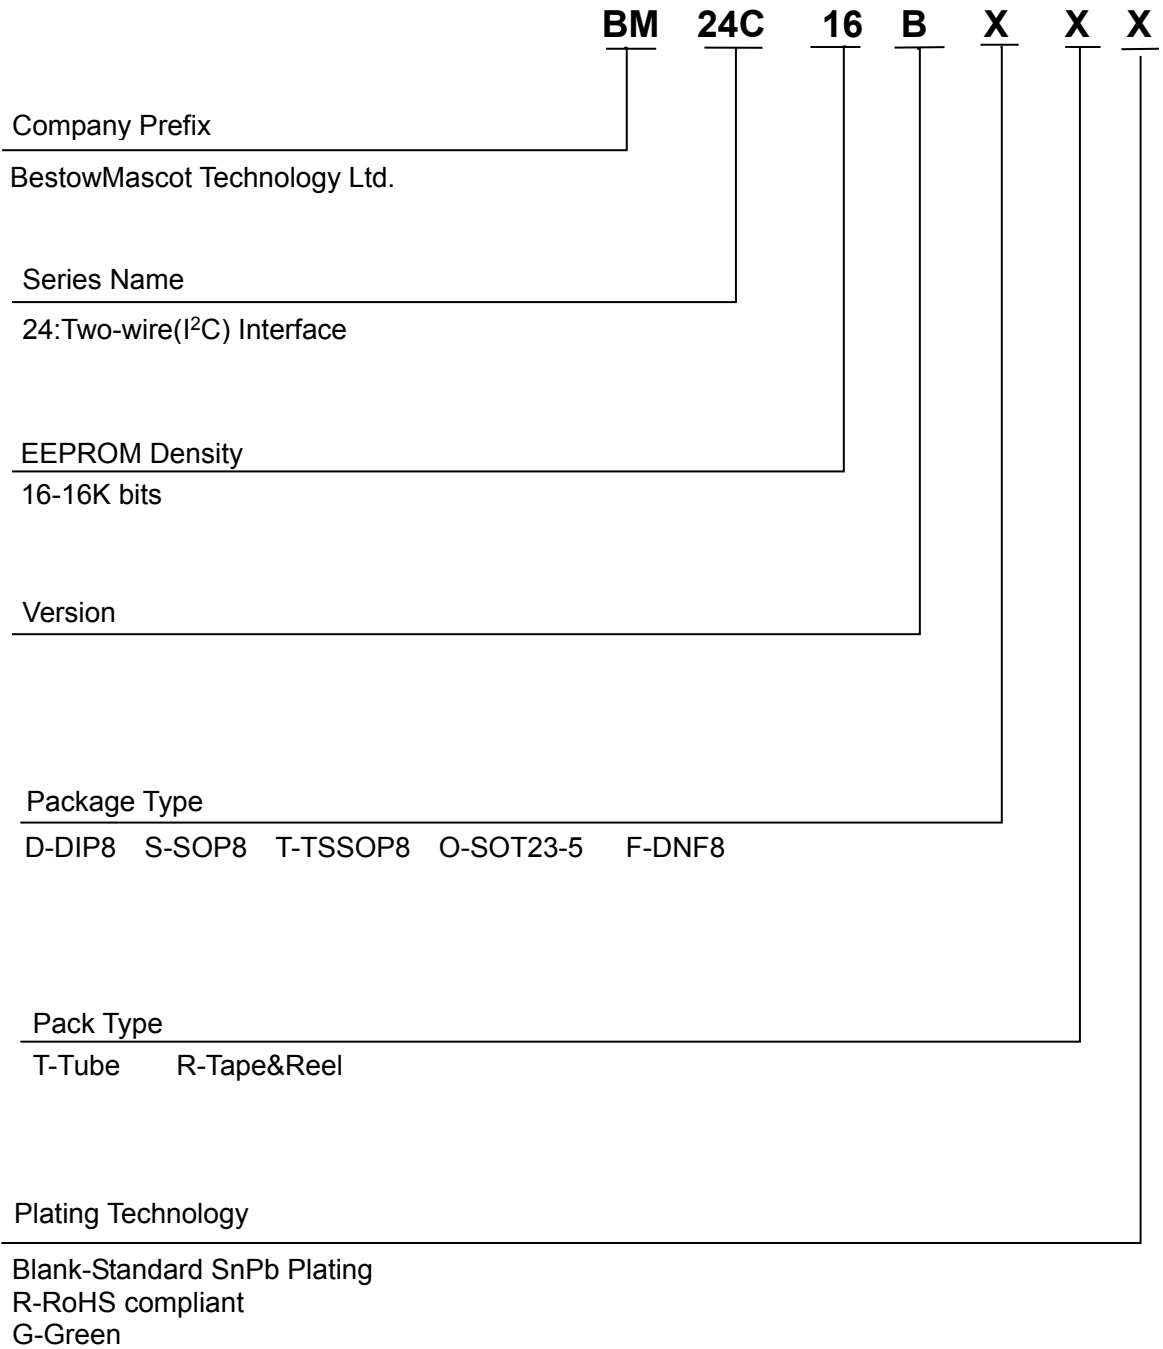 BM 24C 16 B X X X
Company Prefix
BestowMascot Technology Ltd.
Series Name
24:Two-wire(I²C) Interface
EEPROM Density
16-16K bits
Version
Package Type
D-DIP8 S-SOP8 T-TSSOP8 O-SOT23-5 F-DNF8
Pack Type
T-Tube R-Tape&Reel
Plating Technology
Blank-Standard SnPb Plating
R-RoHS compliant
G-Green